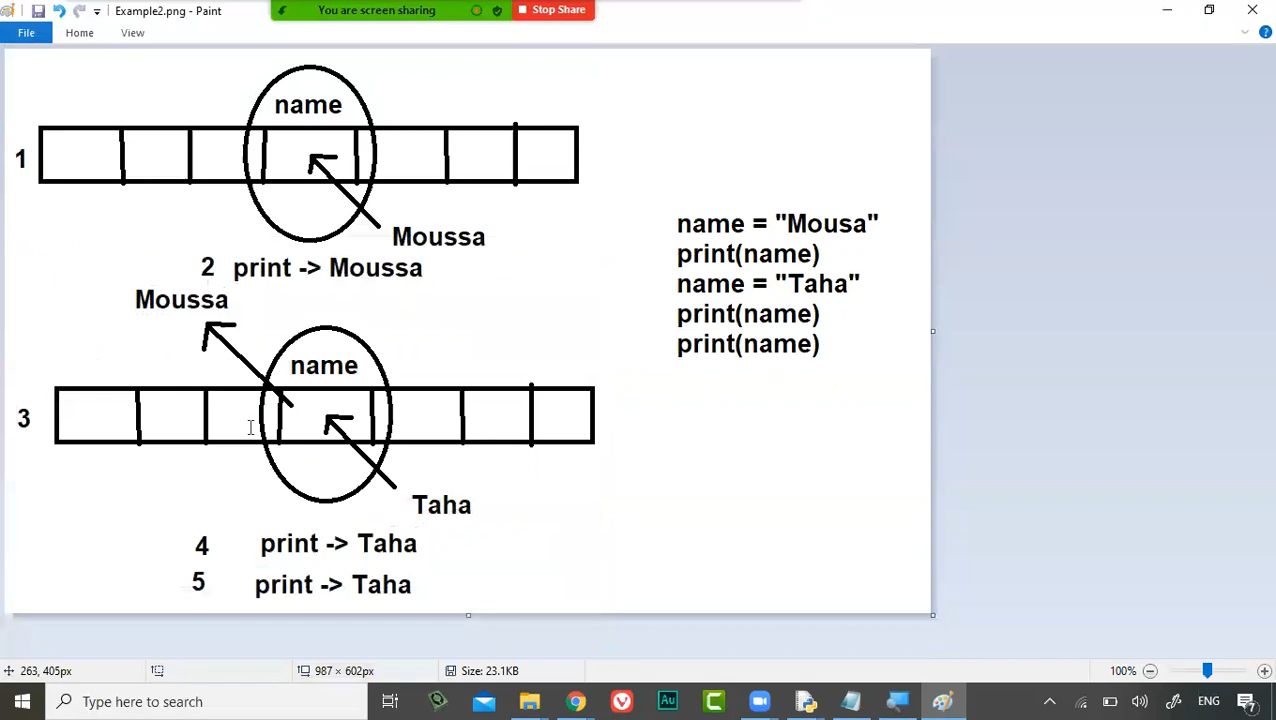 Example2.png - Paint
You are screen sharing
Stop Share
File
Home
View
name
1
Moussa
2 print -> Moussa
Moussa
name
3
Taha
4 print -> Taha
5 print -> Taha
name = "Mousa"
print(name)
name = "Taha"
print(name)
print(name)
263, 405px
987 × 602px
Size: 23.1KB
100%
Type here to search
Au
ENG
7